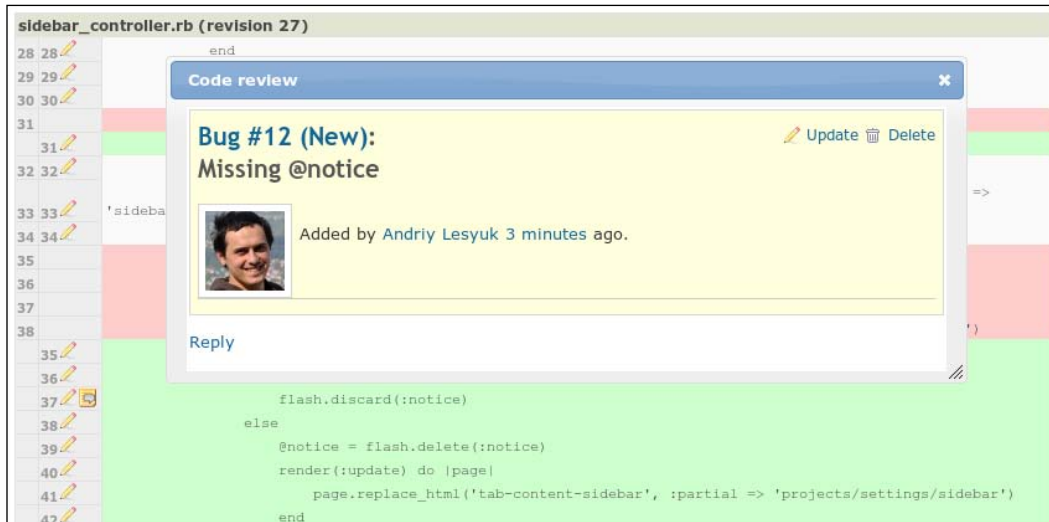 sidebar_controller.rb (revision 27)
28 28 end
29 29
30 30
31
31
32 32
=>
33 33 'sideba
34 34
35
36
37
38 ')
Code review
Bug #12 (New):
Missing @notice
Update Delete
Added by Andriy Lesyuk 3 minutes ago.
Reply
35
36
37 flash.discard(:notice)
38 else
39 @notice = flash.delete(:notice)
40 render(:update) do |page|
41 page.replace_html('tab-content-sidebar', :partial => 'projects/settings/sidebar')
42 end